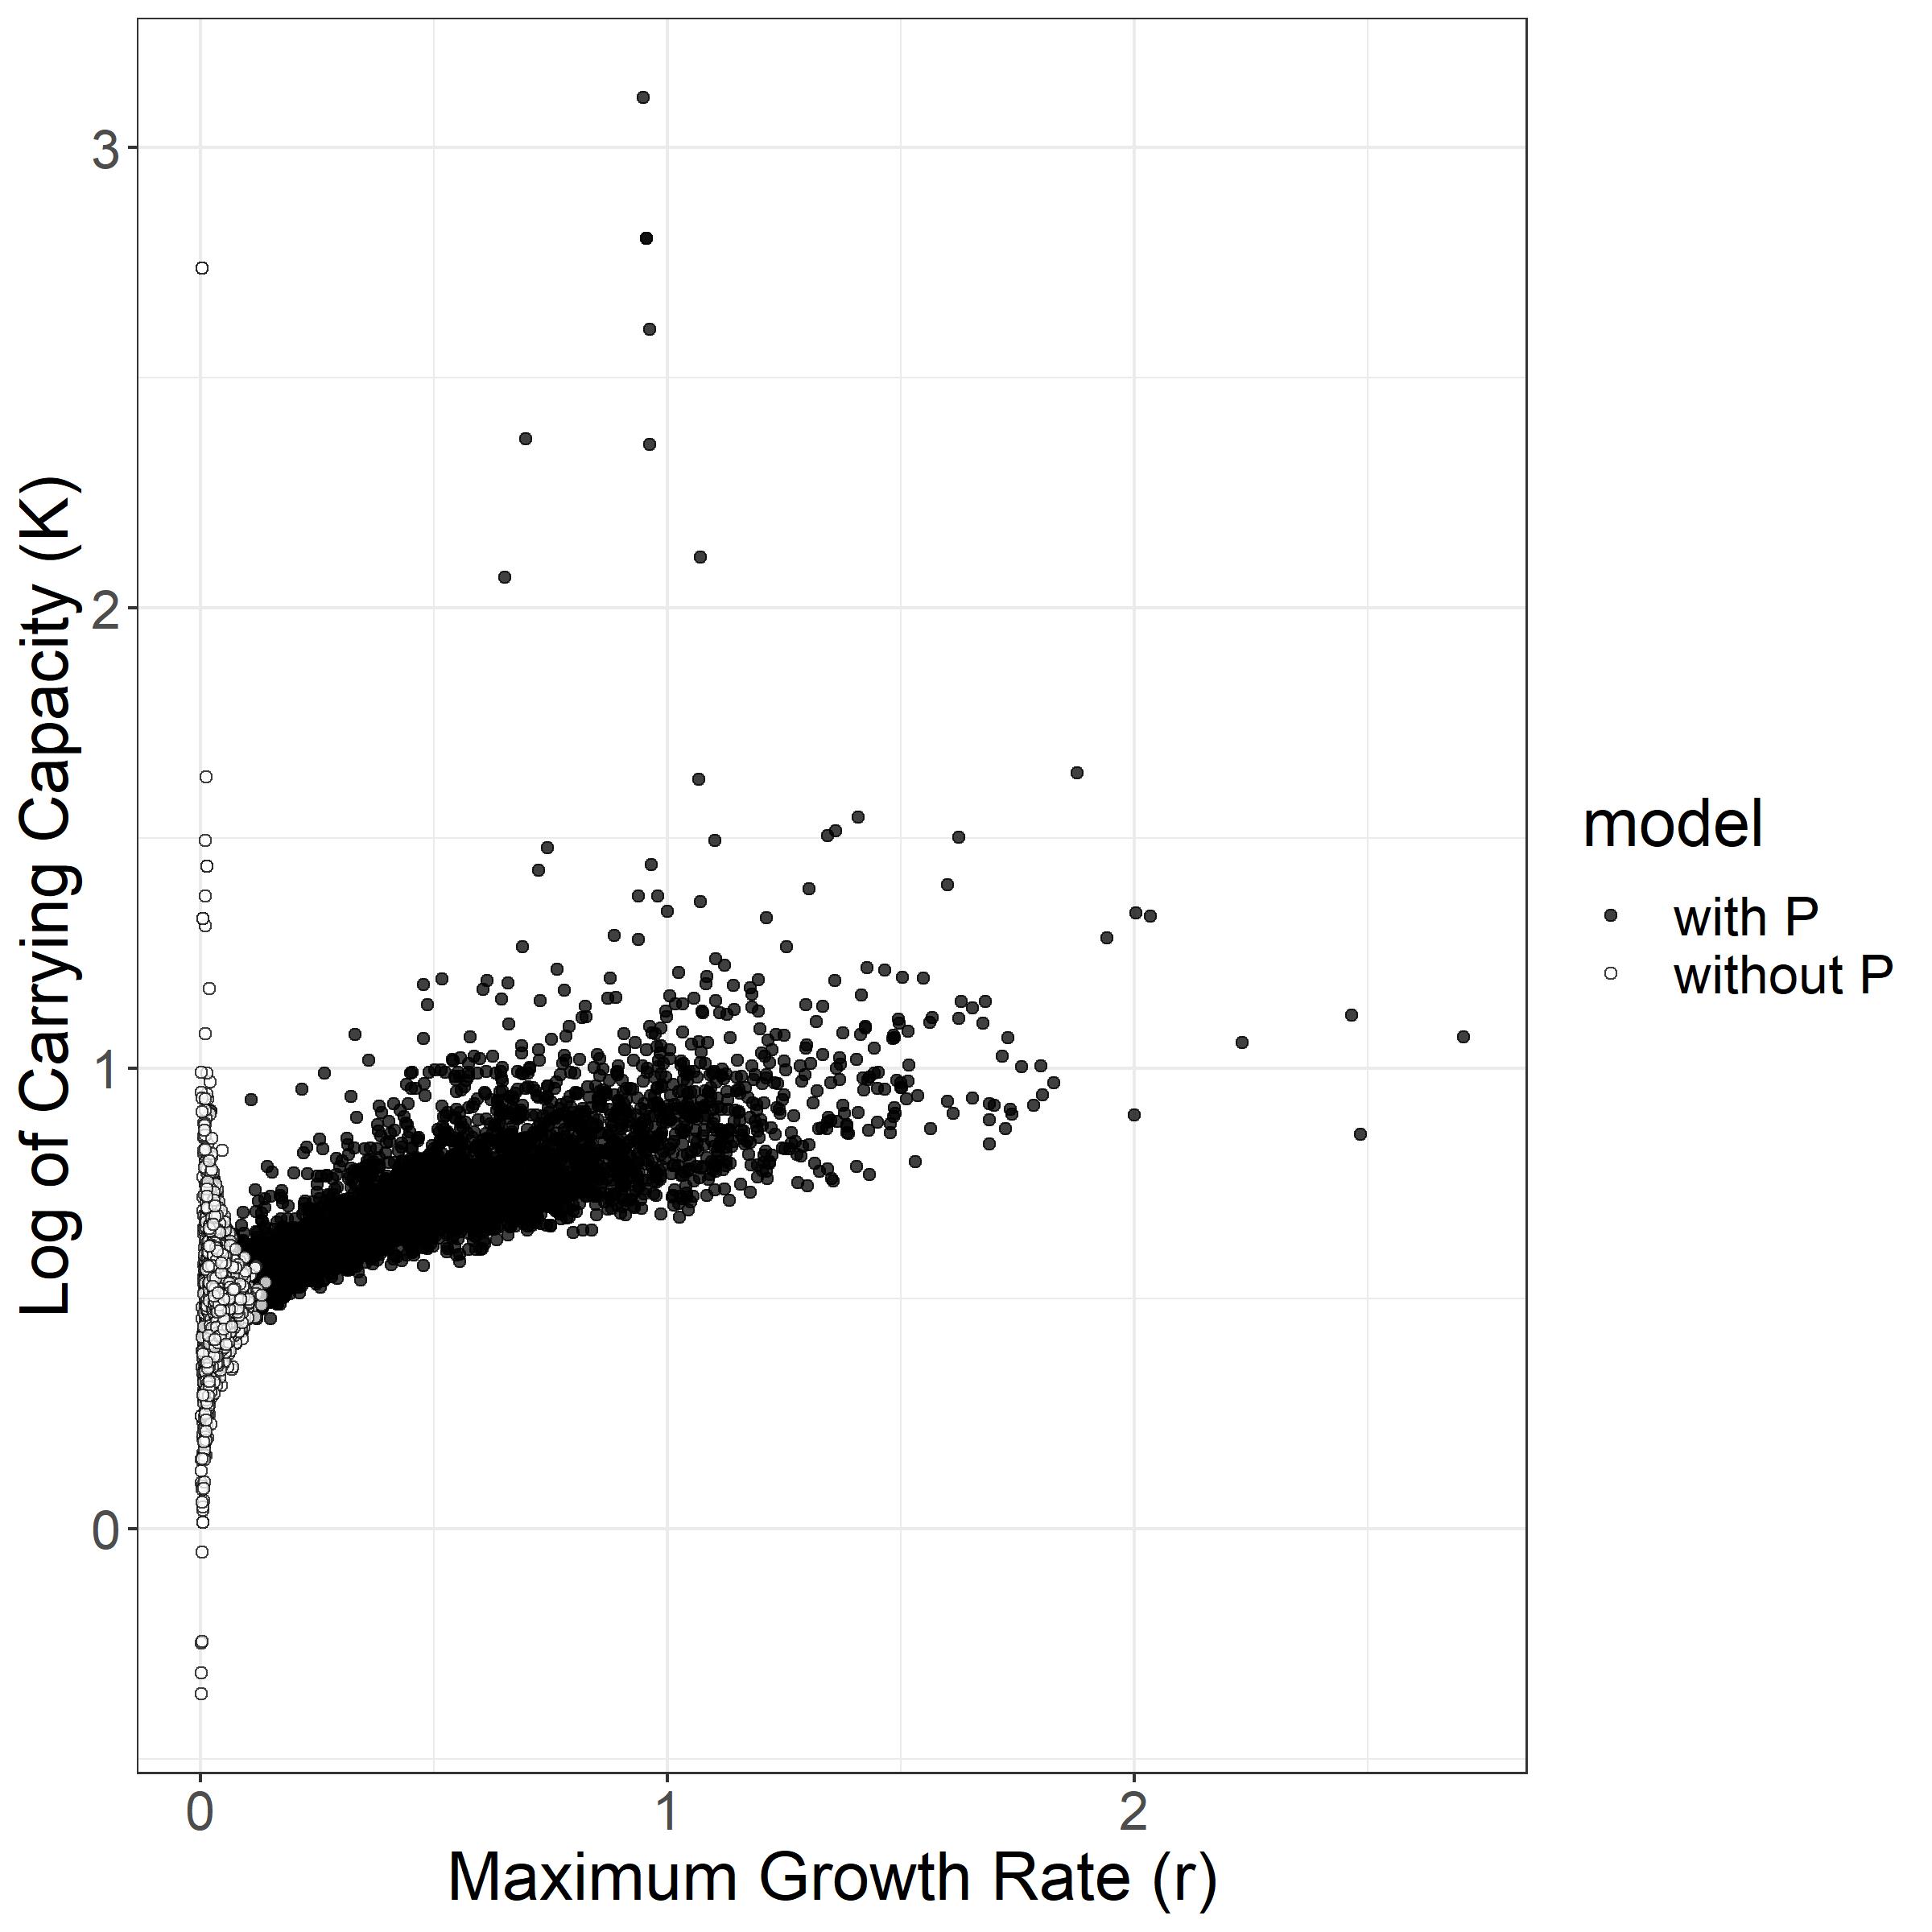 Log of Carrying Capacity (K)
3
2
1
0
0
1
2
Maximum Growth Rate (r)
model
with P
without P